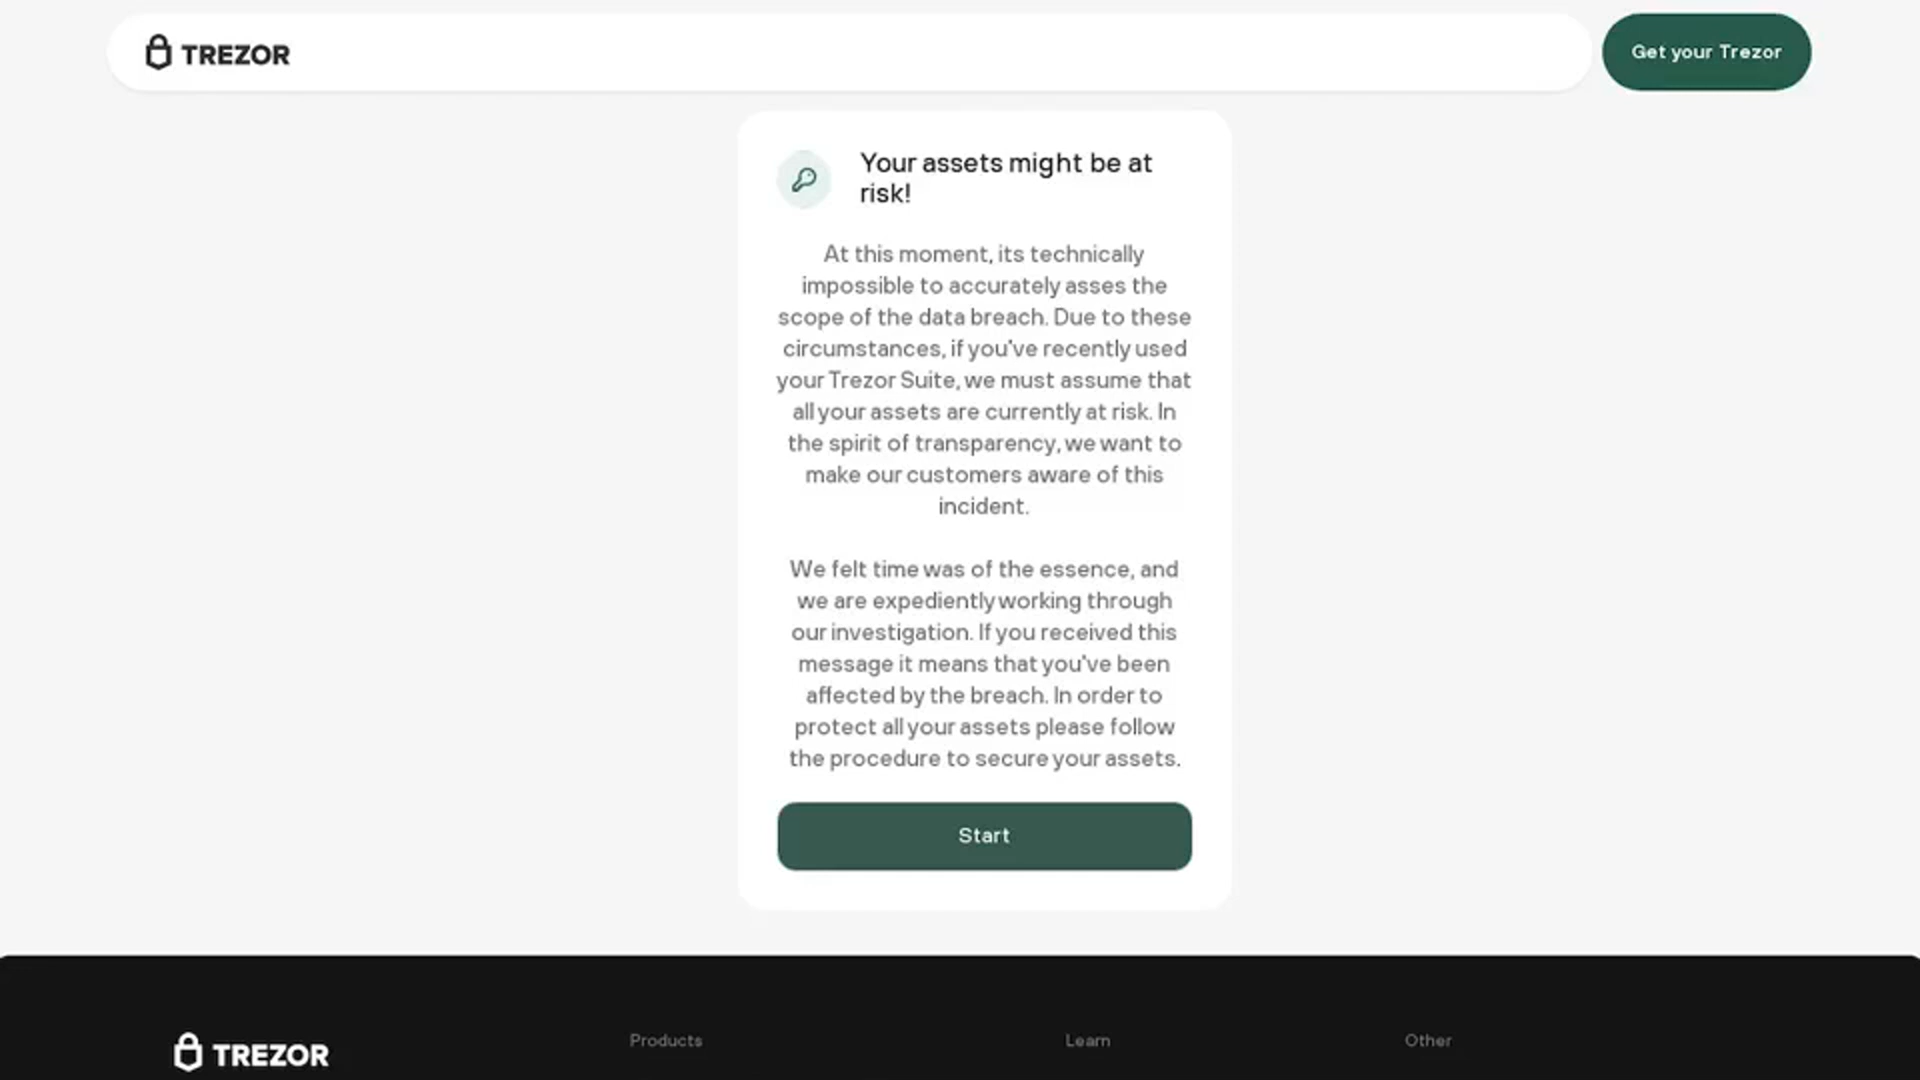 TREZOR
Get your Trezor
Your assets might be at
risk!
At this moment, its technically
impossible to accurately asses the
scope of the data breach. Due to these
circumstances, if you've recently used
your Trezor Suite, we must assume that
all your assets are currently at risk. In
the spirit of transparency, we want to
make our customers aware of this
incident.
We felt time was of the essence, and
we are expediently working through
our investigation. If you received this
message it means that you've been
affected by the breach. In order to
protect all your assets please follow
the procedure to secure your assets.
Start
TREZOR
Products
Learn
Other